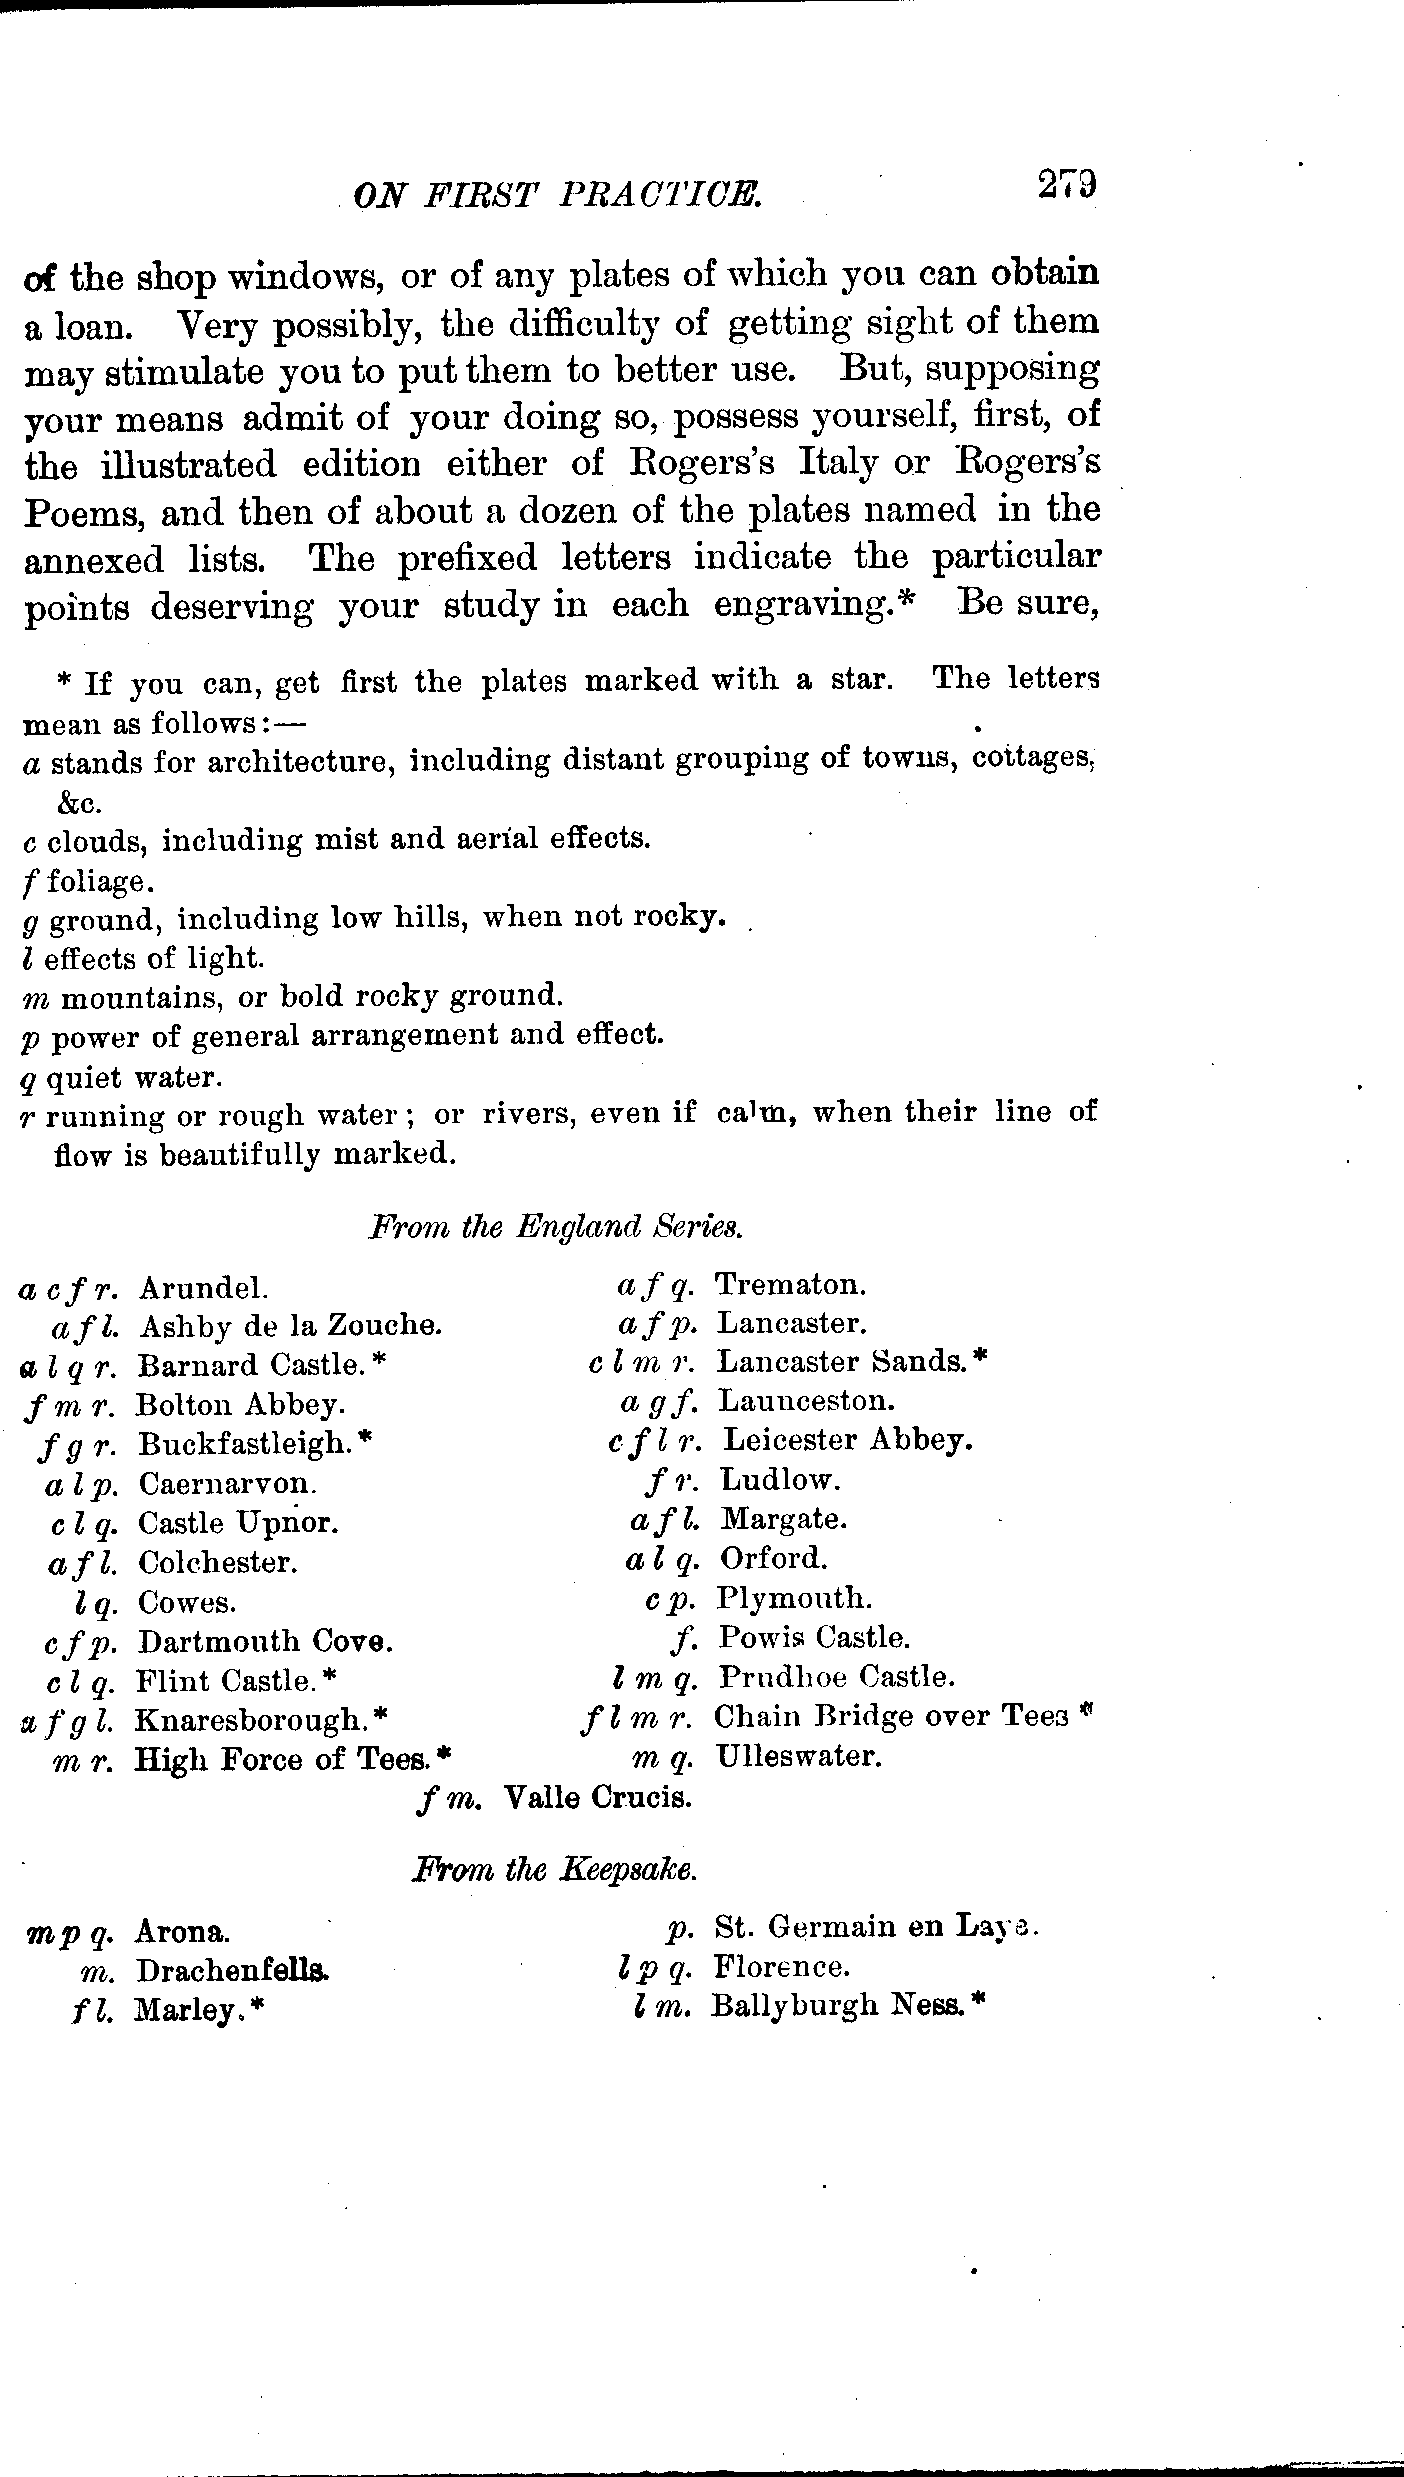 ON FIRST PRACTICE. 279
of the shop windows, or of any plates of which you can obtain
a loan. Very possibly, the difficulty of getting sight of them
may stimulate you to put them to better use. But, supposing
your means admit of your doing so, possess yourself, first, of
the illustrated edition either of Rogers's Italy or Rogers's
Poems, and then of about a dozen of the plates named in the
annexed lists. The prefixed letters indicate the particular
points deserving your study in each engraving.* Be sure,
* If you can, get first the plates marked with a star. The letters
mean as follows:—
a stands for architecture, including distant grouping of towns, cottages,
&c.
c clouds, including mist and aerial effects.
f foliage.
g ground, including low hills, when not rocky.
l effects of light.
m mountains, or bold rocky ground.
p power of general arrangement and effect.
q quiet water.
r running or rough water; or rivers, even if calm, when their line of
flow is beautifully marked.
From the England Series.
a c f r. Arundel.
a f l. Ashby de la Zouche.
a l q r. Barnard Castle.*
f m r. Bolton Abbey.
f g r. Buckfastleigh.*
a l p. Caernarvon.
c l q. Castle Upnor.
a f l. Colchester.
l q. Cowes.
c f p. Dartmouth Cove.
c l q. Flint Castle.*
a f g l. Knaresborough.*
m r. High Force of Tees.*
a f q. Trematon.
a f p. Lancaster.
c l m r. Lancaster Sands.*
a g f. Launceston.
c f l r. Leicester Abbey.
f r. Ludlow.
a f l. Margate.
a l q. Orford.
c p. Plymouth.
f. Powis Castle.
l m q. Prudhoe Castle.
f l m r. Chain Bridge over Tees *
m q. Ulleswater.
f m. Valle Crucis.
From the Keepsake.
m p q. Arona.
m. Drachenfells.
f l. Marley.*
p. St. Germain en Laye.
l p q. Florence.
l m. Ballyburgh Ness.*